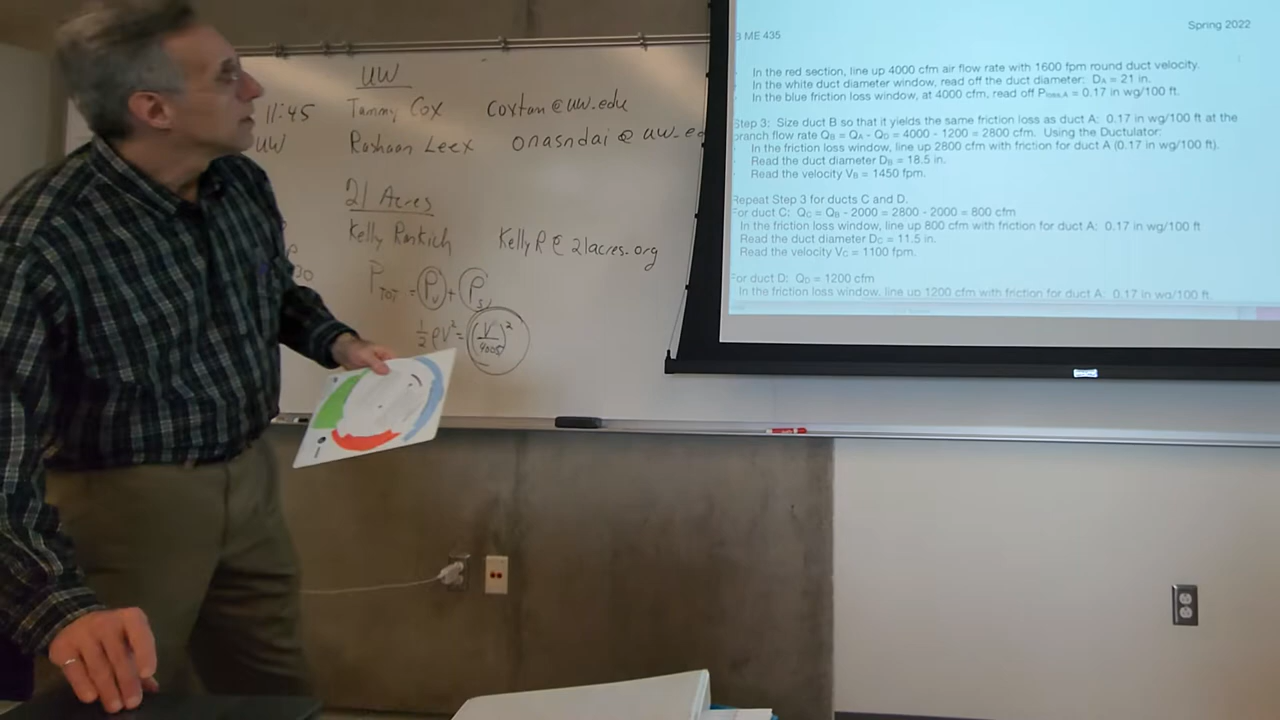 UW
11:45 Tammy Cox coxtan@uw.edu
UW Rashaan Leex onasndai@uw.ed
21 Acres
Kelly KellyR@21acres.org
30
PTOT = Pv + Ps
½ρV² = (V/4005)²
B ME 435
Spring 2022
In the red section, line up 4000 cfm air flow rate with 1600 fpm round duct velocity.
In the white duct diameter window, read off the duct diameter: DA = 21 in.
In the blue friction loss window, at 4000 cfm, read off Ploss,A = 0.17 in wg/100 ft.
Step 3: Size duct B so that it yields the same friction loss as duct A: 0.17 in wg/100 ft at the
branch flow rate QB = QA - QD = 4000 - 1200 = 2800 cfm. Using the Ductulator:
In the friction loss window, line up 2800 cfm with friction for duct A (0.17 in wg/100 ft).
Read the duct diameter DB = 18.5 in.
Read the velocity VB = 1450 fpm.
Repeat Step 3 for ducts C and D.
For duct C: QC = QB - 2000 = 2800 - 2000 = 800 cfm
In the friction loss window, line up 800 cfm with friction for duct A: 0.17 in wg/100 ft
Read the duct diameter DC = 11.5 in.
Read the velocity VC = 1100 fpm.
For duct D: QD = 1200 cfm
In the friction loss window, line up 1200 cfm with friction for duct A: 0.17 in wg/100 ft.